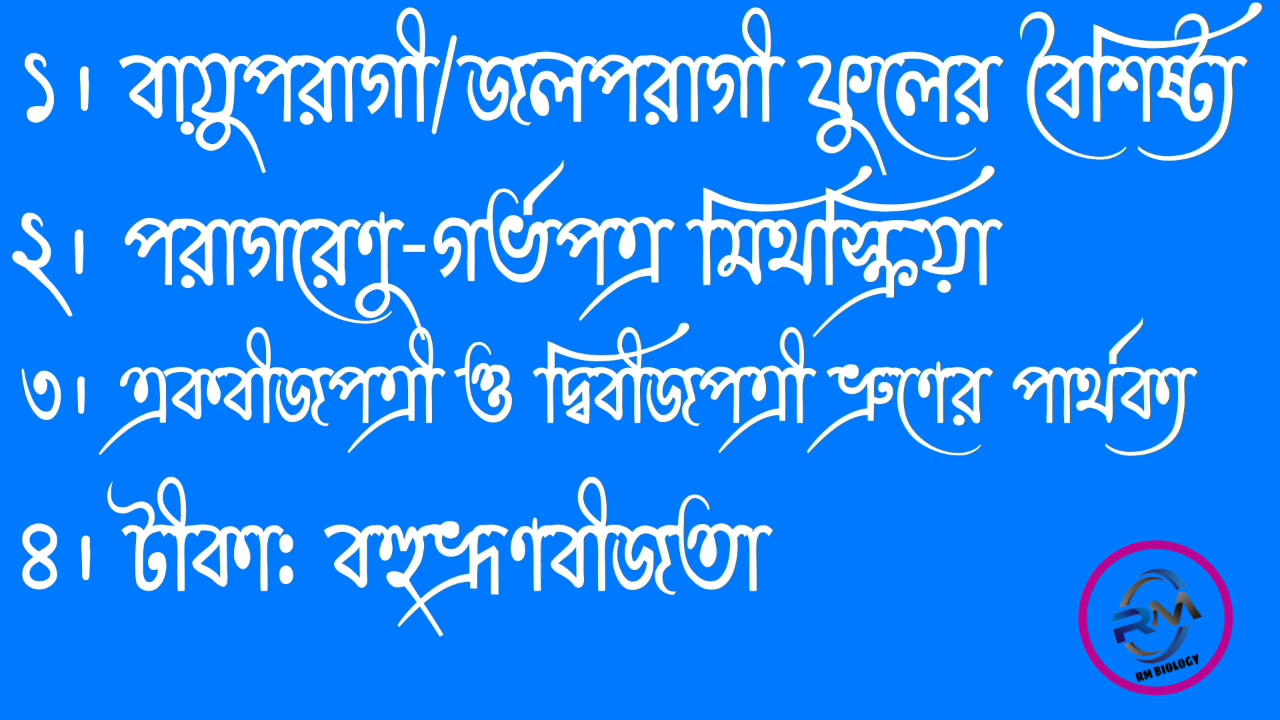 ১। বায়ুপরাগী/জলপরাগী ফুলের বৈশিষ্ট্য
২। পরাগরেণু-গর্ভপত্র মিথস্ক্রিয়া
৩। একবীজপত্রী ও দ্বিবীজপত্রী ভ্রুণের পার্থক্য
৪। টীকাঃ বহুভ্রূণবীজতা
RM
RM BIOLOGY